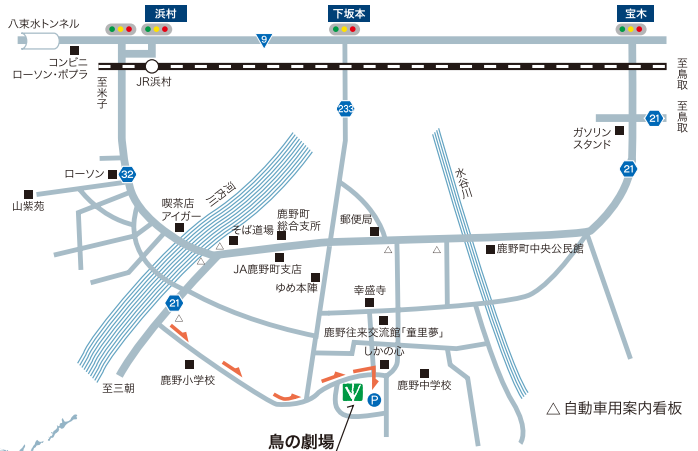 浜村
下坂本
宝木
八束水トンネル
9
コンビニ
ローソン・ポプラ
至米子
JR浜村
至鳥取
233
21
至鳥取
ガソリン
スタンド
ローソン
32
21
山紫苑
喫茶店
アイガー
河内川
水谷川
そば道場
鹿野町
総合支所
郵便局
鹿野町中央公民館
JA鹿野町支店
ゆめ本陣
幸盛寺
21
鹿野往来交流館「童里夢」
しかの心
至三朝
鹿野小学校
鹿野中学校
P
△自動車用案内看板
鳥の劇場